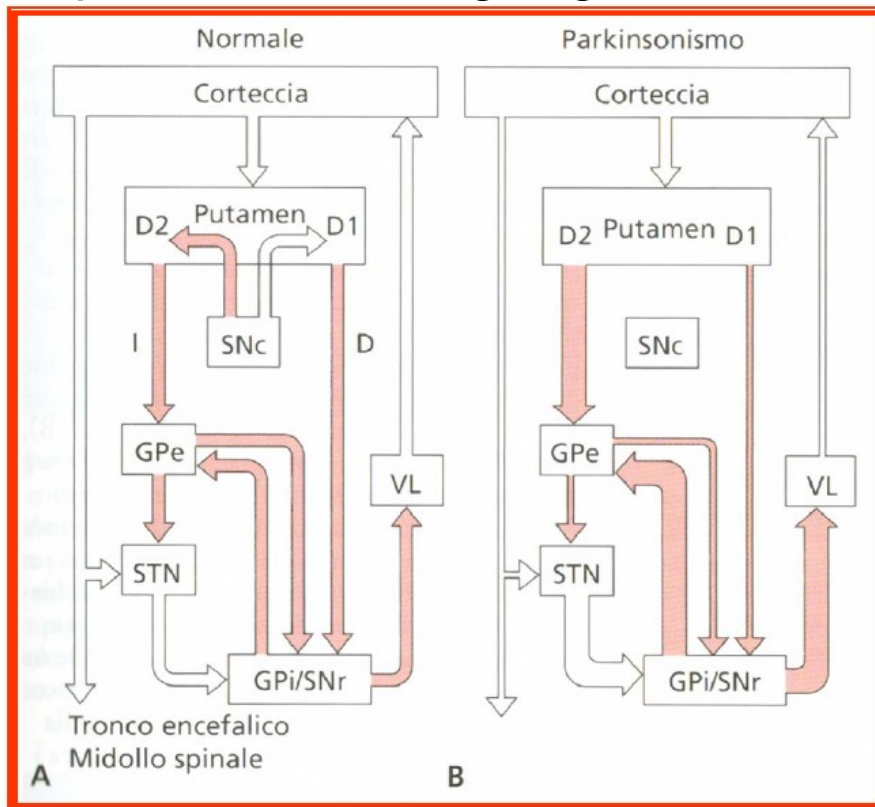 Normale
Corteccia
Putamen
D2
D1
I
SNc
D
GPe
VL
STN
GPi/SNr
Tronco encefalico
Midollo spinale
A
Parkinsonismo
Corteccia
D2 Putamen D1
SNc
GPe
VL
STN
GPi/SNr
B